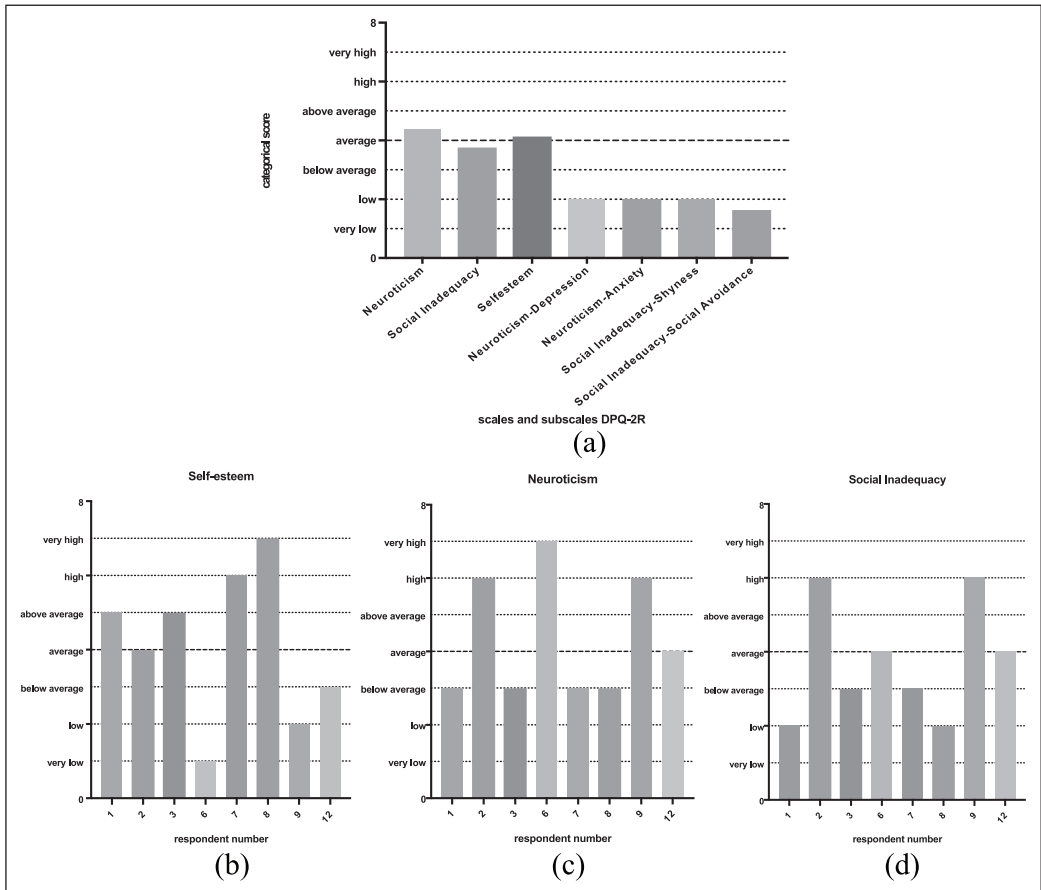 8
very high
high
above average
average
below average
low
very low
0
categorical score
Neuroticism
Social Inadequacy
Selfesteem
Neuroticism-Depression
Neuroticism-Anxiety
Social Inadequacy-Shyness
Social Inadequacy-Social Avoidance
scales and subscales DPQ-2R
(a)
Self-esteem
8
very high
high
above average
average
below average
low
very low
0
1 2 3 6 7 8 9 12
respondent number
(b)
Neuroticism
8
very high
high
above average
average
below average
low
very low
0
1 2 3 6 7 8 9 12
respondent number
(c)
Social Inadequacy
8
very high
high
above average
average
below average
low
very low
0
1 2 3 6 7 8 9 12
respondent number
(d)